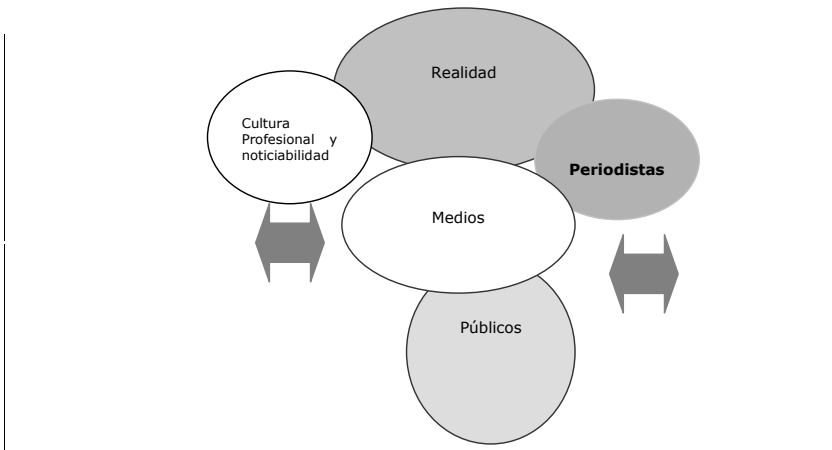 Realidad
Cultura
Profesional y
noticiabilidad
Periodistas
Medios
Públicos